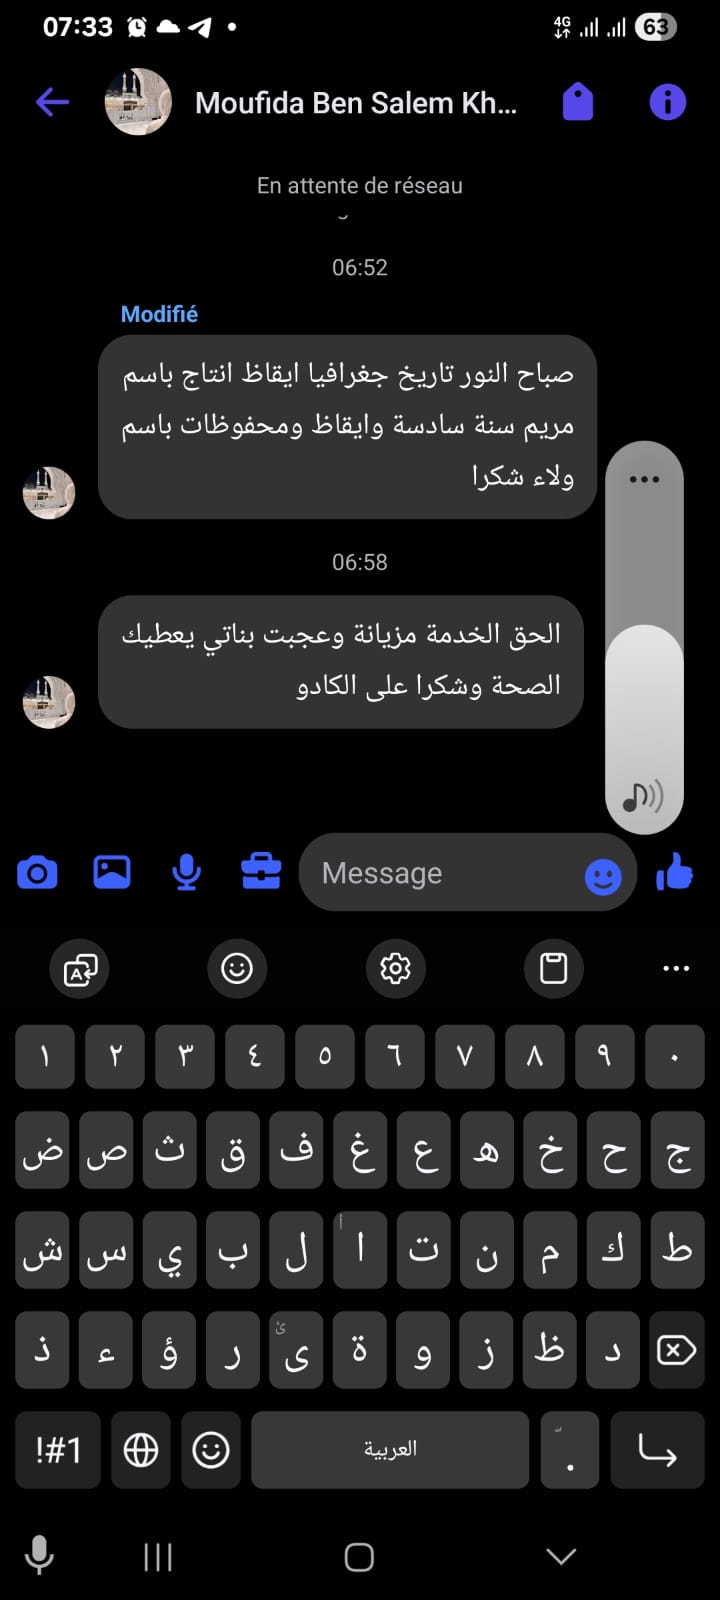 07:33
4G
63
Moufida Ben Salem Kh...
En attente de réseau
06:52
Modifié
صباح النور تاريخ جغرافيا ايقاظ انتاج باسم
مريم سنة سادسة وايقاظ ومحفوظات باسم
ولاء شكرا
06:58
الحق الخدمة مزيانة وعجبت بناتي يعطيك
الصحة وشكرا على الكادو
Message
١ ٢ ٣ ٤ ٥ ٦ ٧ ٨ ٩ ٠
ض ص ث ق ف غ ع ه خ ح ج
ش س ي ب ل ا أ ت ن م ك ط
ذ ء ؤ ر ى ئ ة و ز ظ د
!#1
العربية
.